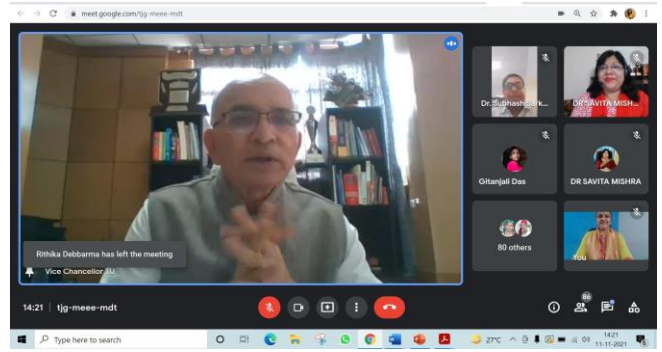 meet.google.com/tjg-meee-mdt
Dr. Subhash Sark...
DR SAVITA MISH...
Gitanjali Das
DR SAVITA MISHRA
80 others
You
Rithika Debbarma has left the meeting
Vice Chancellor TU
14:21 | tjg-meee-mdt
86
Type here to search
27°C
14:21
11-11-2021